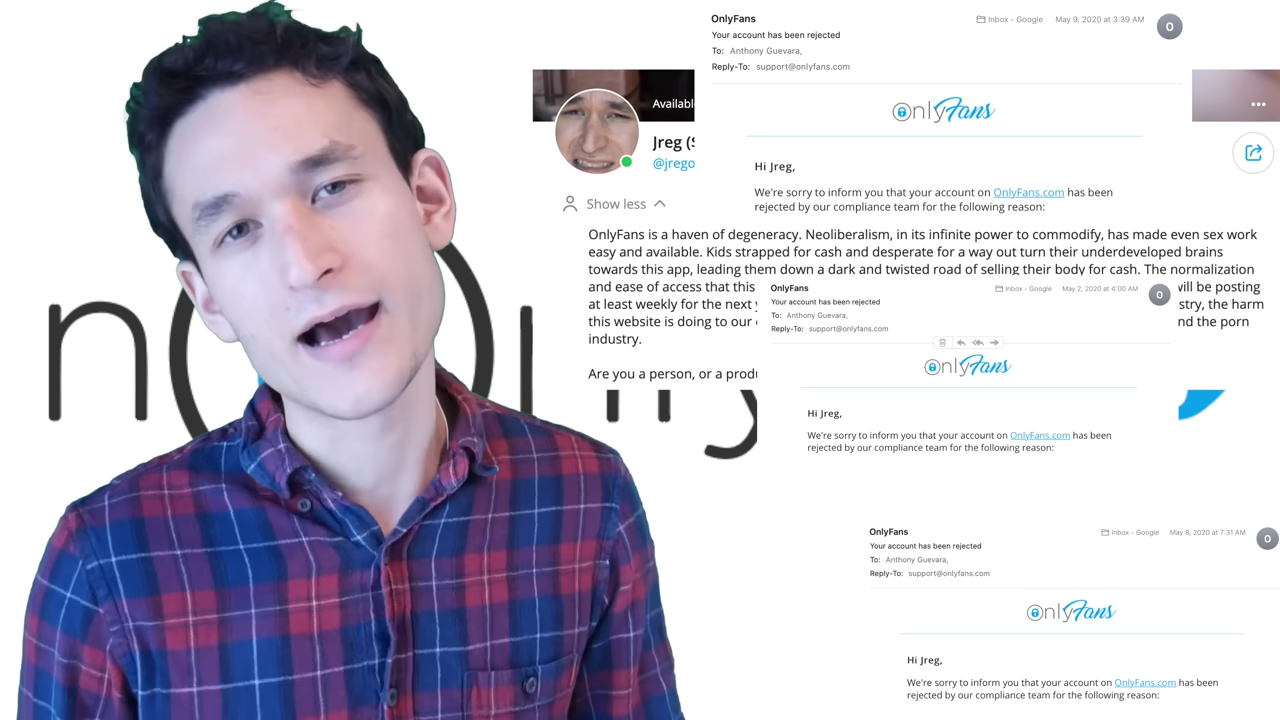 OnlyFans
Inbox - Google May 9, 2020 at 3:39 AM
O
Your account has been rejected
To: Anthony Guevara,
Reply-To: support@onlyfans.com
OnlyFans
Hi Jreg,
We're sorry to inform you that your account on OnlyFans.com has been
rejected by our compliance team for the following reason:
Jreg
@jrego
Show less
OnlyFans is a haven of degeneracy. Neoliberalism, in its infinite power to commodify, has made even sex work
easy and available. Kids strapped for cash and desperate for a way out turn their underdeveloped brains
towards this app, leading them down a dark and twisted road of selling their body for cash. The normalization
and ease of access that this will be posting
at least weekly for the next the harm
this website is doing to our and the porn
industry.
Are you a person, or a
OnlyFans
Inbox - Google May 2, 2020 at 4:00 AM
O
Your account has been rejected
To: Anthony Guevara,
Reply-To: support@onlyfans.com
OnlyFans
Hi Jreg,
We're sorry to inform you that your account on OnlyFans.com has been
rejected by our compliance team for the following reason:
OnlyFans
Inbox - Google May 8, 2020 at 7:31 AM
O
Your account has been rejected
To: Anthony Guevara,
Reply-To: support@onlyfans.com
OnlyFans
Hi Jreg,
We're sorry to inform you that your account on OnlyFans.com has been
rejected by our compliance team for the following reason: